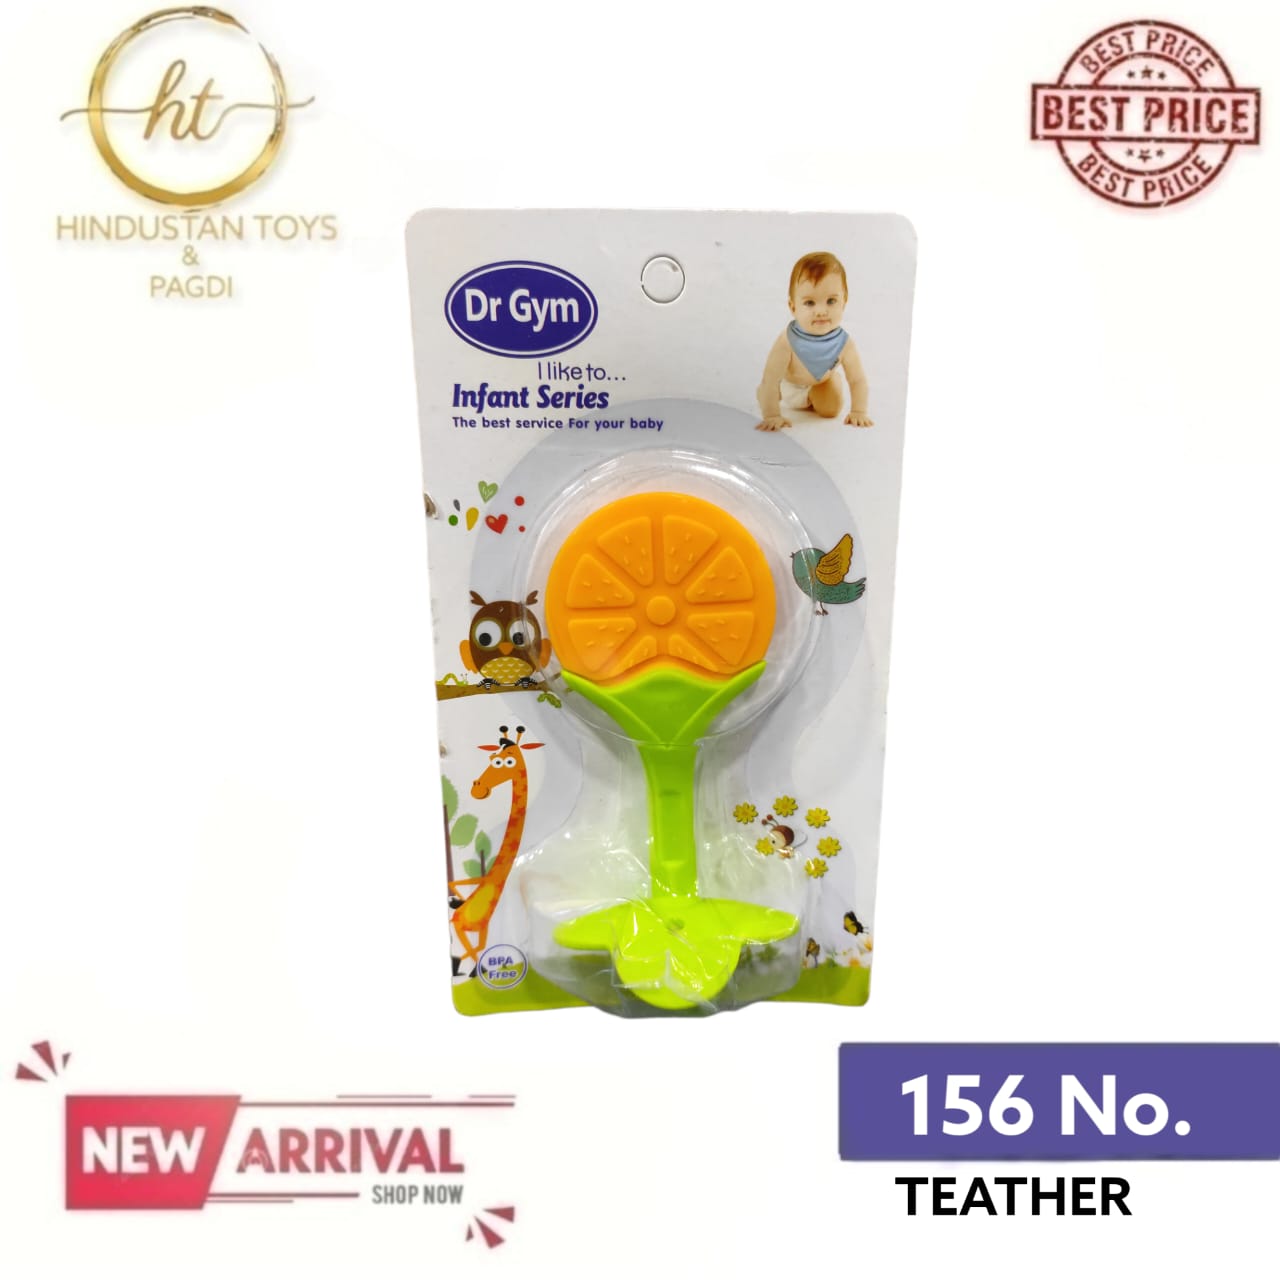 ht
HINDUSTAN TOYS
&
PAGDI
BEST PRICE
BEST PRICE
BEST PRICE
Dr Gym
I like to...
Infant Series
The best service For your baby
BPA
Free
NEW ARRIVAL
SHOP NOW
156 No.
TEATHER